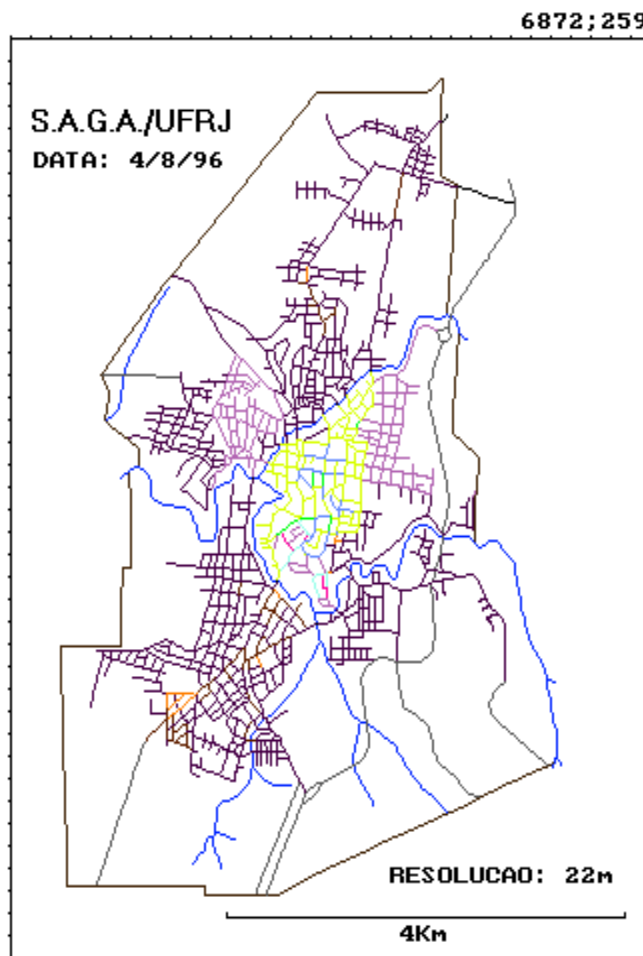 6872;259
S.A.G.A./UFRJ
DATA: 4/8/96
RESOLUCAO: 22m
4Km